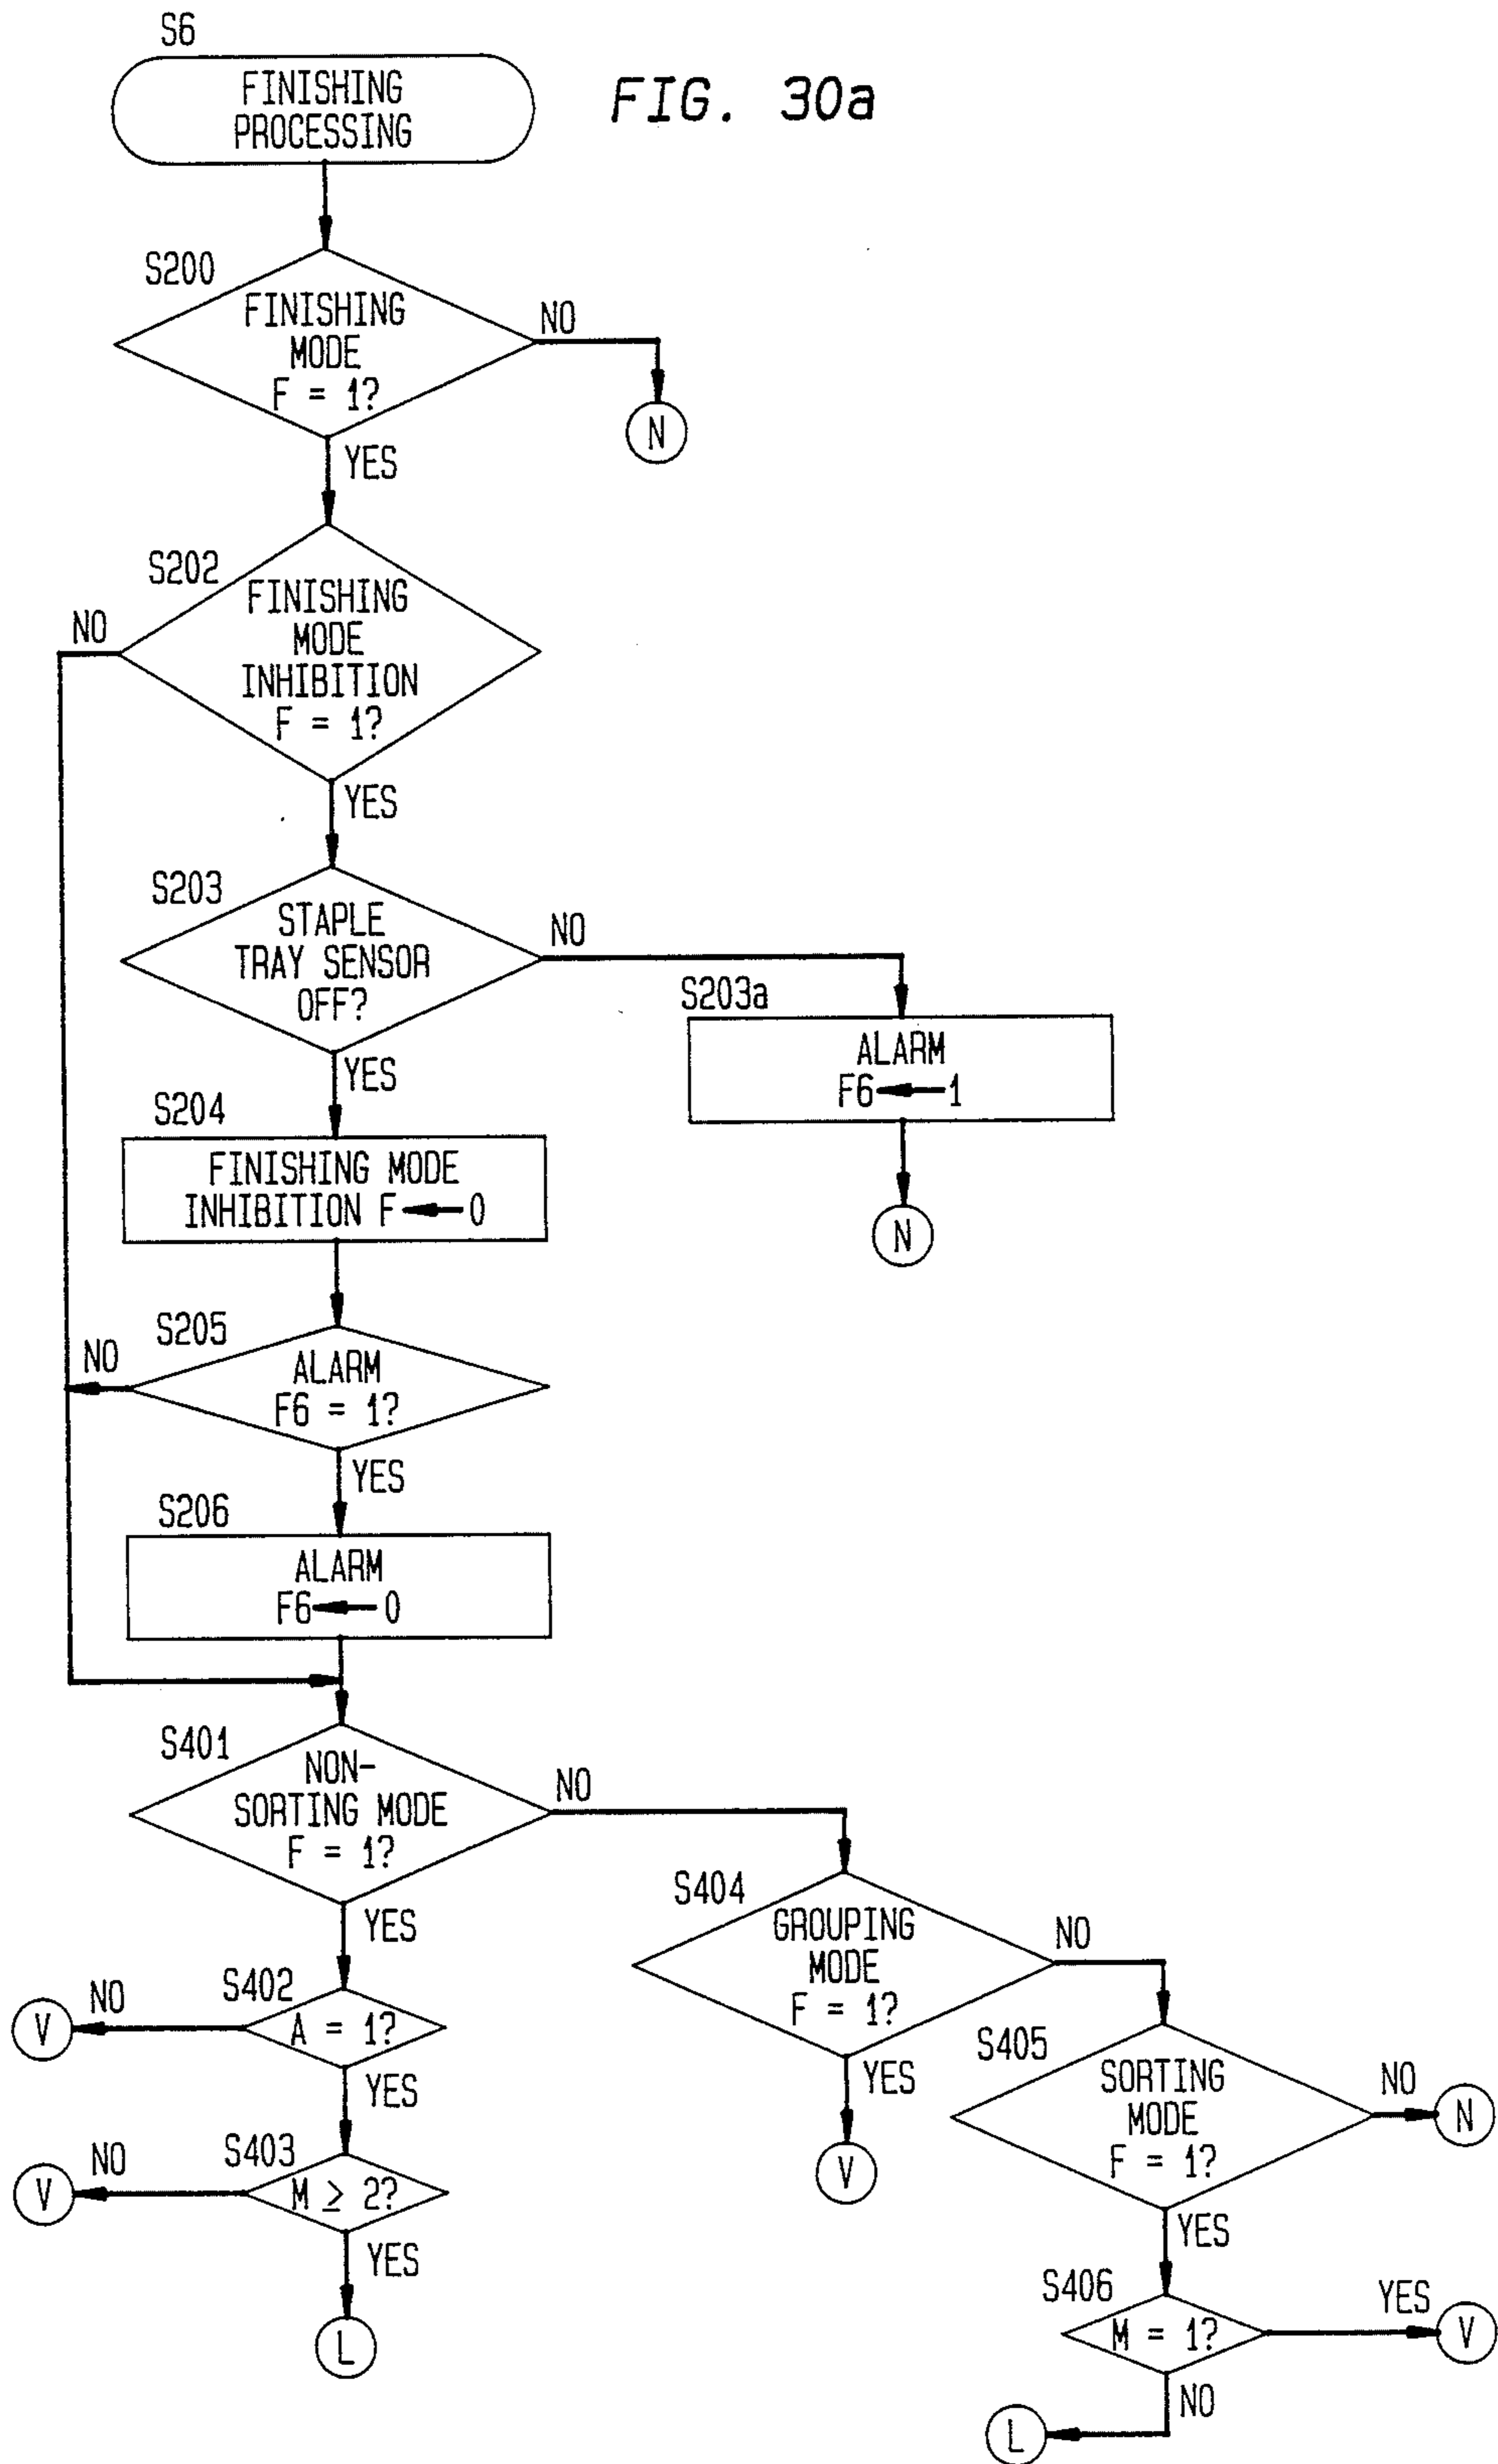 S6
FINISHING
PROCESSING
FIG. 30a
S200
FINISHING
MODE
F = 1?
NO
N
YES
S202
FINISHING
MODE
INHIBITION
F = 1?
NO
YES
S203
STAPLE
TRAY SENSOR
OFF?
NO
S203a
ALARM
F6←1
N
YES
S204
FINISHING MODE
INHIBITION F←0
S205
NO
ALARM
F6 = 1?
YES
S206
ALARM
F6←0
S401
NON-
SORTING MODE
F = 1?
NO
YES
S404
GROUPING
MODE
F = 1?
NO
YES
V
S402
A = 1?
NO
V
YES
S403
M ≥ 2?
NO
V
YES
L
S405
SORTING
MODE
F = 1?
NO
N
YES
S406
M = 1?
YES
V
NO
L